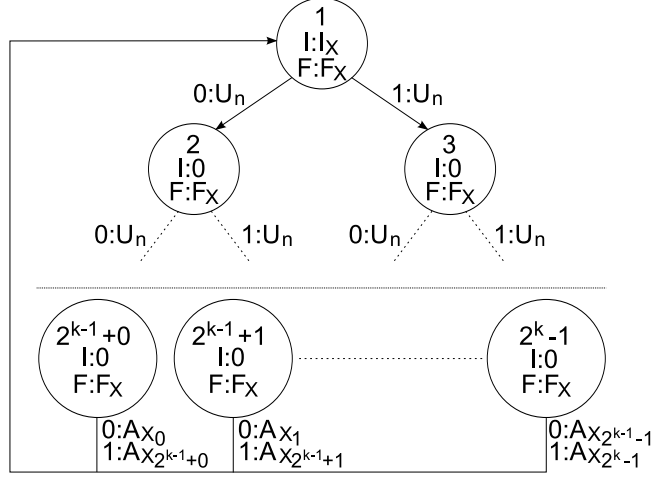 1
I:I_X
F:F_X
0:U_n 1:U_n
2 3
I:0 I:0
F:F_X F:F_X
0:U_n 1:U_n 0:U_n 1:U_n
2^{k-1}+0 2^{k-1}+1 2^k-1
I:0 I:0 I:0
F:F_X F:F_X F:F_X
0:A_{X_0} 0:A_{X_1} 0:A_{X_{2^{k-1}-1}}
1:A_{X_{2^{k-1}+0}} 1:A_{X_{2^{k-1}+1}} 1:A_{X_{2^k-1}}